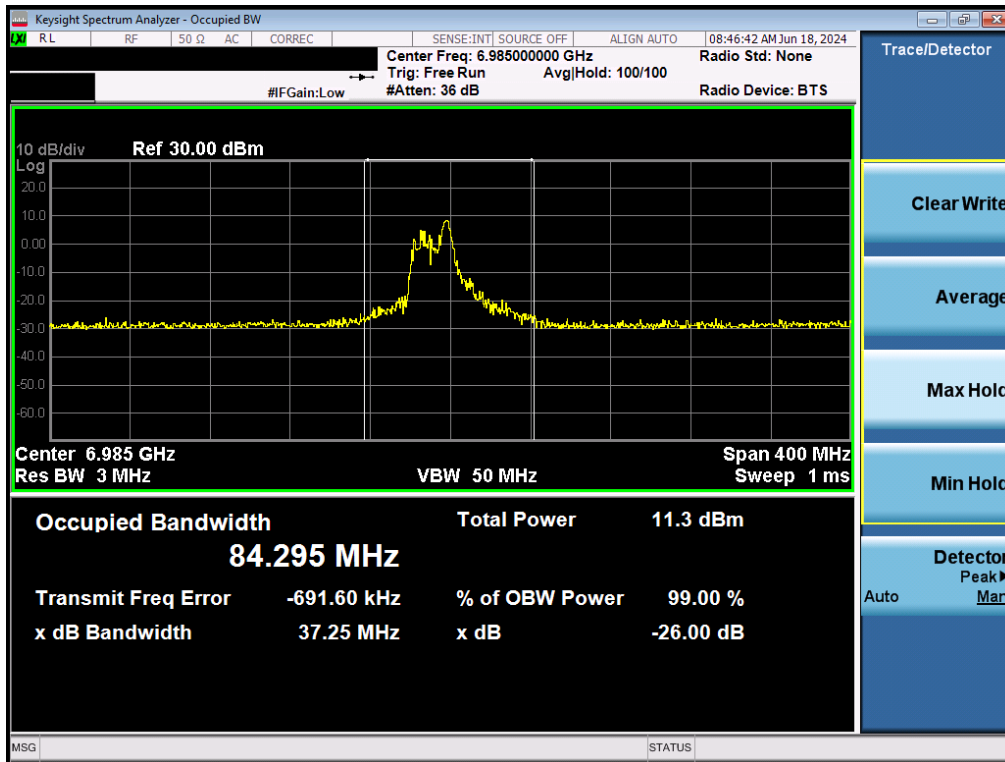 Keysight Spectrum Analyzer - Occupied BW
LXI RL RF 50 Ω AC CORREC SENSE:INT SOURCE OFF ALIGN AUTO 08:46:42 AM Jun 18, 2024
Center Freq: 6.985000000 GHz Radio Std: None
Trig: Free Run Avg|Hold: 100/100
#IFGain:Low #Atten: 36 dB Radio Device: BTS
Trace/Detector
10 dB/div Ref 30.00 dBm
Log
20.0
10.0
0.00
-10.0
-20.0
-30.0
-40.0
-50.0
-60.0
Center 6.985 GHz Span 400 MHz
Res BW 3 MHz VBW 50 MHz Sweep 1 ms
Occupied Bandwidth Total Power 11.3 dBm
84.295 MHz
Transmit Freq Error -691.60 kHz % of OBW Power 99.00 %
x dB Bandwidth 37.25 MHz x dB -26.00 dB
Clear Write
Average
Max Hold
Min Hold
Detector
Peak▶
Auto Man
MSG STATUS